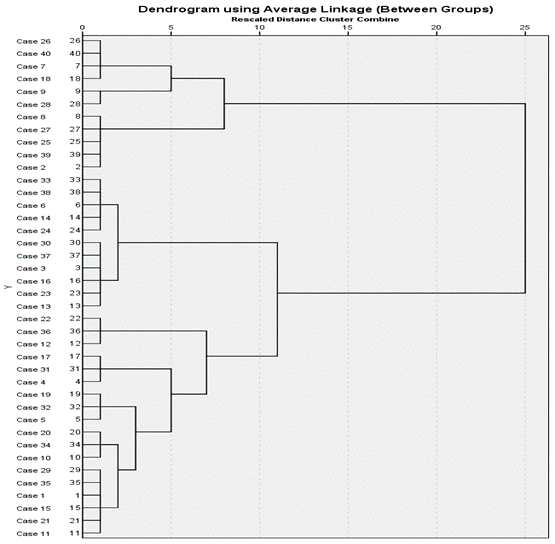 Dendrogram using Average Linkage (Between Groups)
Rescaled Distance Cluster Combine
0 5 10 15 20 25
Case 26 26
Case 40 40
Case 7 7
Case 18 18
Case 9 9
Case 28 28
Case 8 8
Case 27 27
Case 25 25
Case 39 39
Case 2 2
Case 33 33
Case 38 38
Case 6 6
Case 14 14
Case 24 24
Case 30 30
Case 37 37
Case 3 3
Case 16 16
Y
Case 23 23
Case 13 13
Case 22 22
Case 36 36
Case 12 12
Case 17 17
Case 31 31
Case 4 4
Case 19 19
Case 32 32
Case 5 5
Case 20 20
Case 34 34
Case 10 10
Case 29 29
Case 35 35
Case 1 1
Case 15 15
Case 21 21
Case 11 11